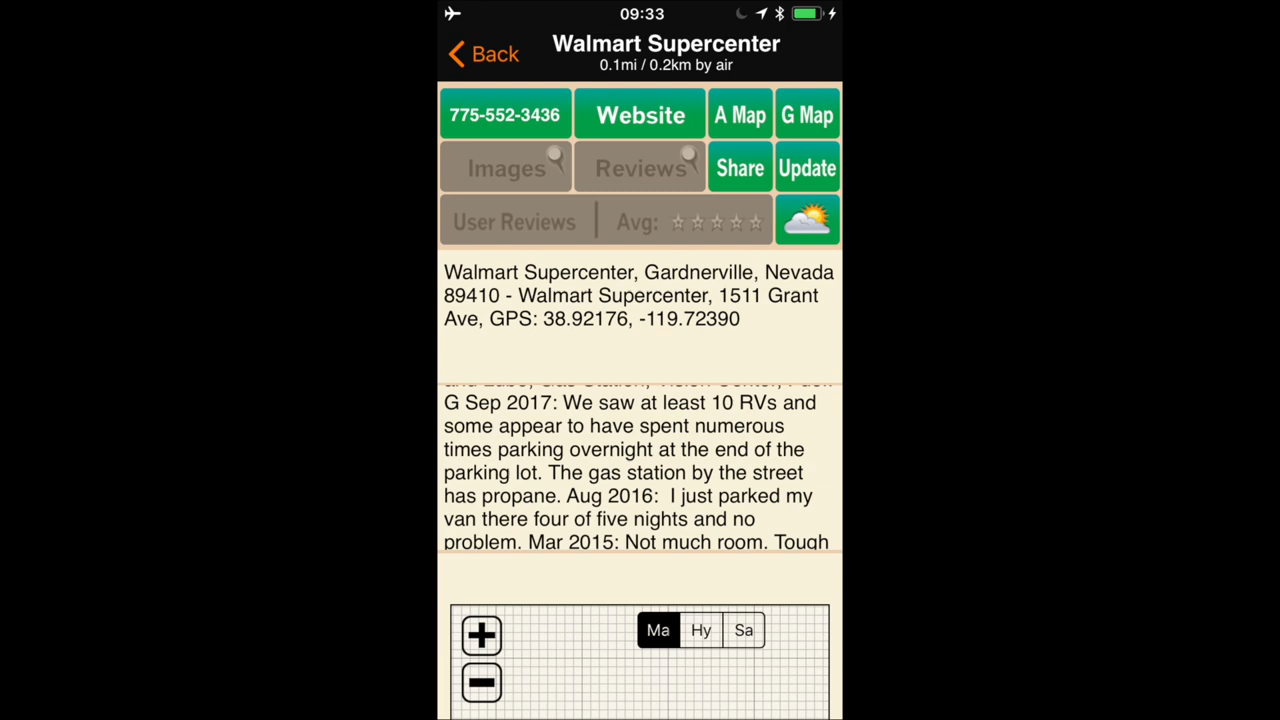 09:33
Back
Walmart Supercenter
0.1mi / 0.2km by air
775-552-3436
Website
A Map
G Map
Images
Reviews
Share
Update
User Reviews
Avg:
Walmart Supercenter, Gardnerville, Nevada
89410 - Walmart Supercenter, 1511 Grant
Ave, GPS: 38.92176, -119.72390
G Sep 2017: We saw at least 10 RVs and
some appear to have spent numerous
times parking overnight at the end of the
parking lot. The gas station by the street
has propane. Aug 2016:  I just parked my
van there four of five nights and no
problem. Mar 2015: Not much room. Tough
Ma
Hy
Sa